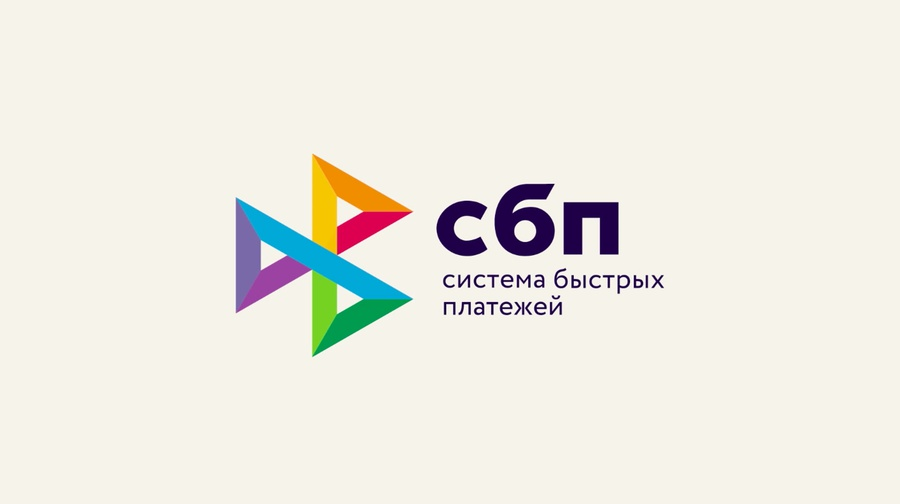 сбп
система быстрых
платежей